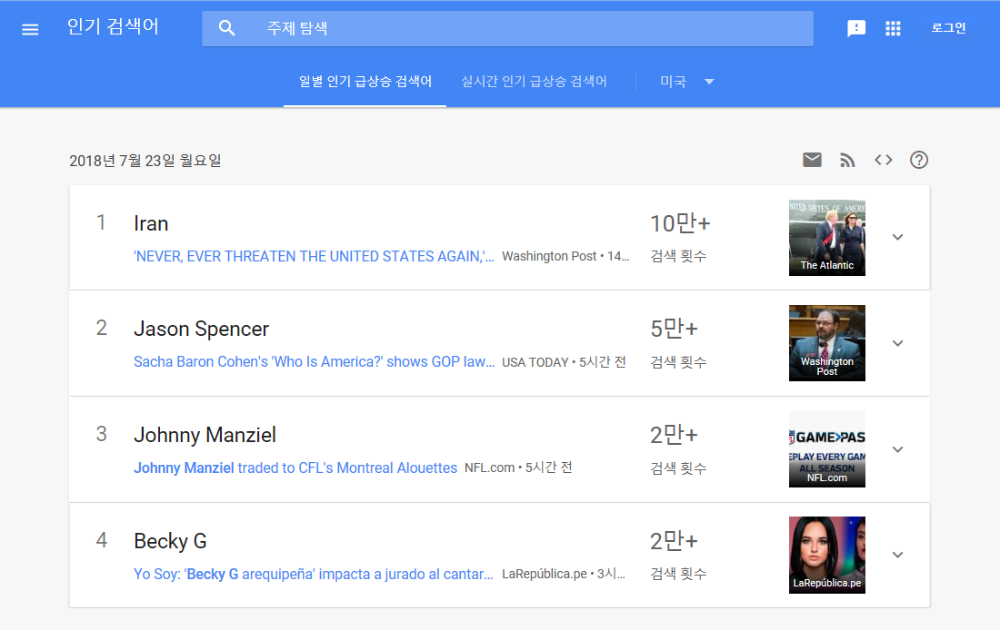 인기 검색어
주제 탐색
로그인
일별 인기 급상승 검색어
실시간 인기 급상승 검색어
미국
2018년 7월 23일 월요일
1
Iran
'NEVER, EVER THREATEN THE UNITED STATES AGAIN,'...
Washington Post • 14...
10만+
검색 횟수
UNITED STATES OF AMERIC
The Atlantic
2
Jason Spencer
Sacha Baron Cohen's 'Who Is America?' shows GOP law...
USA TODAY • 5시간 전
5만+
검색 횟수
Washington
Post
3
Johnny Manziel
Johnny Manziel traded to CFL's Montreal Alouettes
NFL.com • 5시간 전
2만+
검색 횟수
GAMEPAS
EPLAY EVERY GAM
ALL SEASON
NFL.com
4
Becky G
Yo Soy: 'Becky G arequipeña' impacta a jurado al cantar...
LaRepública.pe • 3시...
2만+
검색 횟수
LaRepública.pe